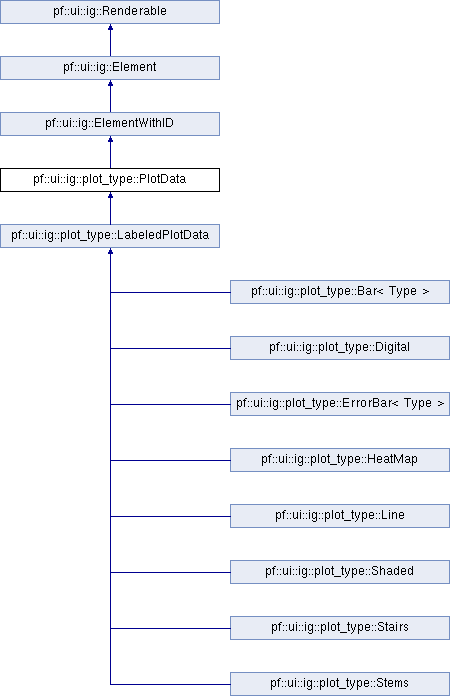 pf::ui::ig::Renderable
pf::ui::ig::Element
pf::ui::ig::ElementWithID
pf::ui::ig::plot_type::PlotData
pf::ui::ig::plot_type::LabeledPlotData
pf::ui::ig::plot_type::Bar< Type >
pf::ui::ig::plot_type::Digital
pf::ui::ig::plot_type::ErrorBar< Type >
pf::ui::ig::plot_type::HeatMap
pf::ui::ig::plot_type::Line
pf::ui::ig::plot_type::Shaded
pf::ui::ig::plot_type::Stairs
pf::ui::ig::plot_type::Stems